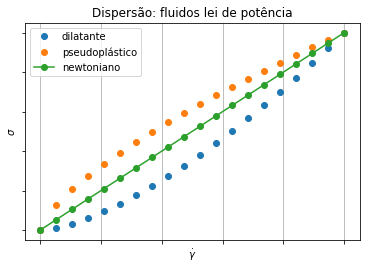 Dispersão: fluidos lei de potência
dilatante
pseudoplástico
newtoniano
σ
γ̇